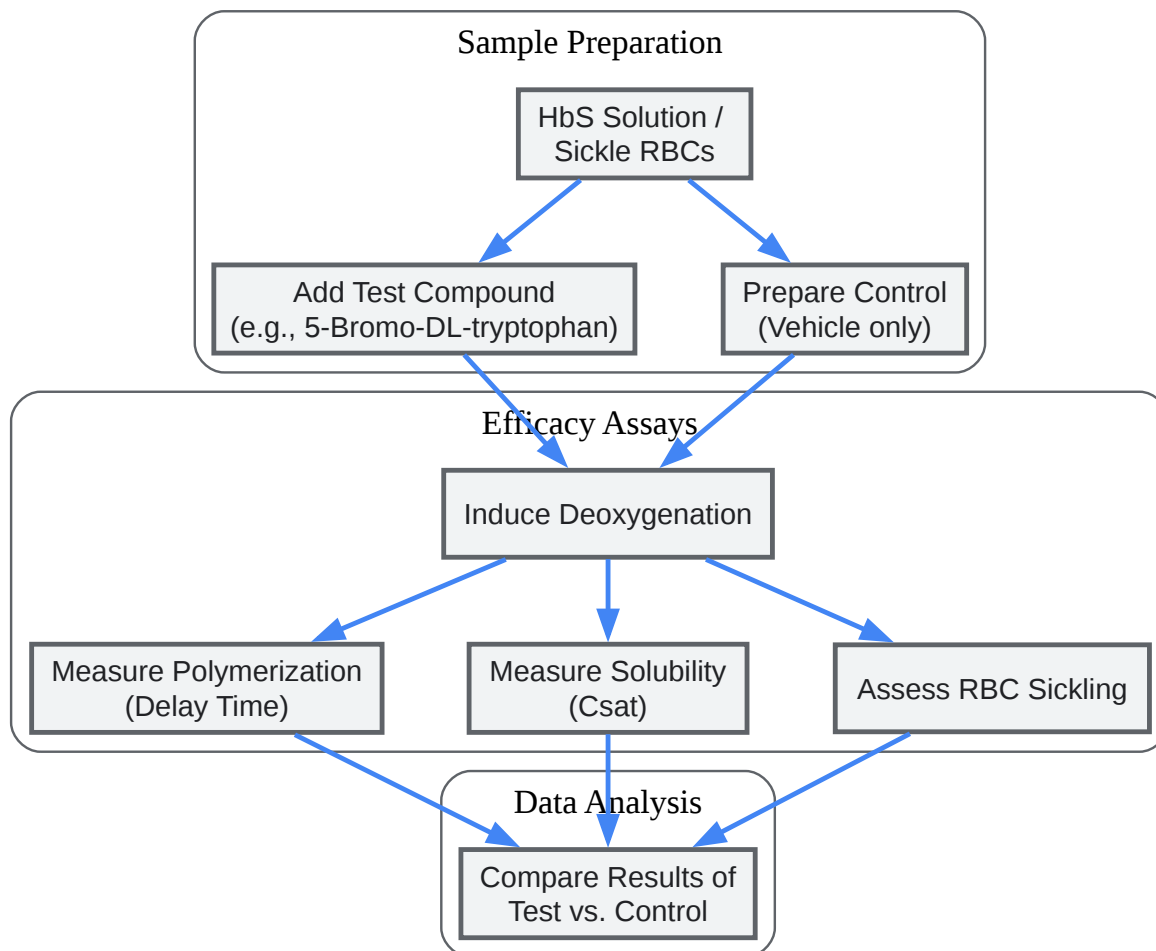 Sample Preparation
HbS Solution /
Sickle RBCs
Add Test Compound
(e.g., 5-Bromo-DL-tryptophan)
Prepare Control
(Vehicle only)
Efficacy Assays
Induce Deoxygenation
Measure Polymerization
(Delay Time)
Measure Solubility
(Csat)
Assess RBC Sickling
Data Analysis
Compare Results of
Test vs. Control